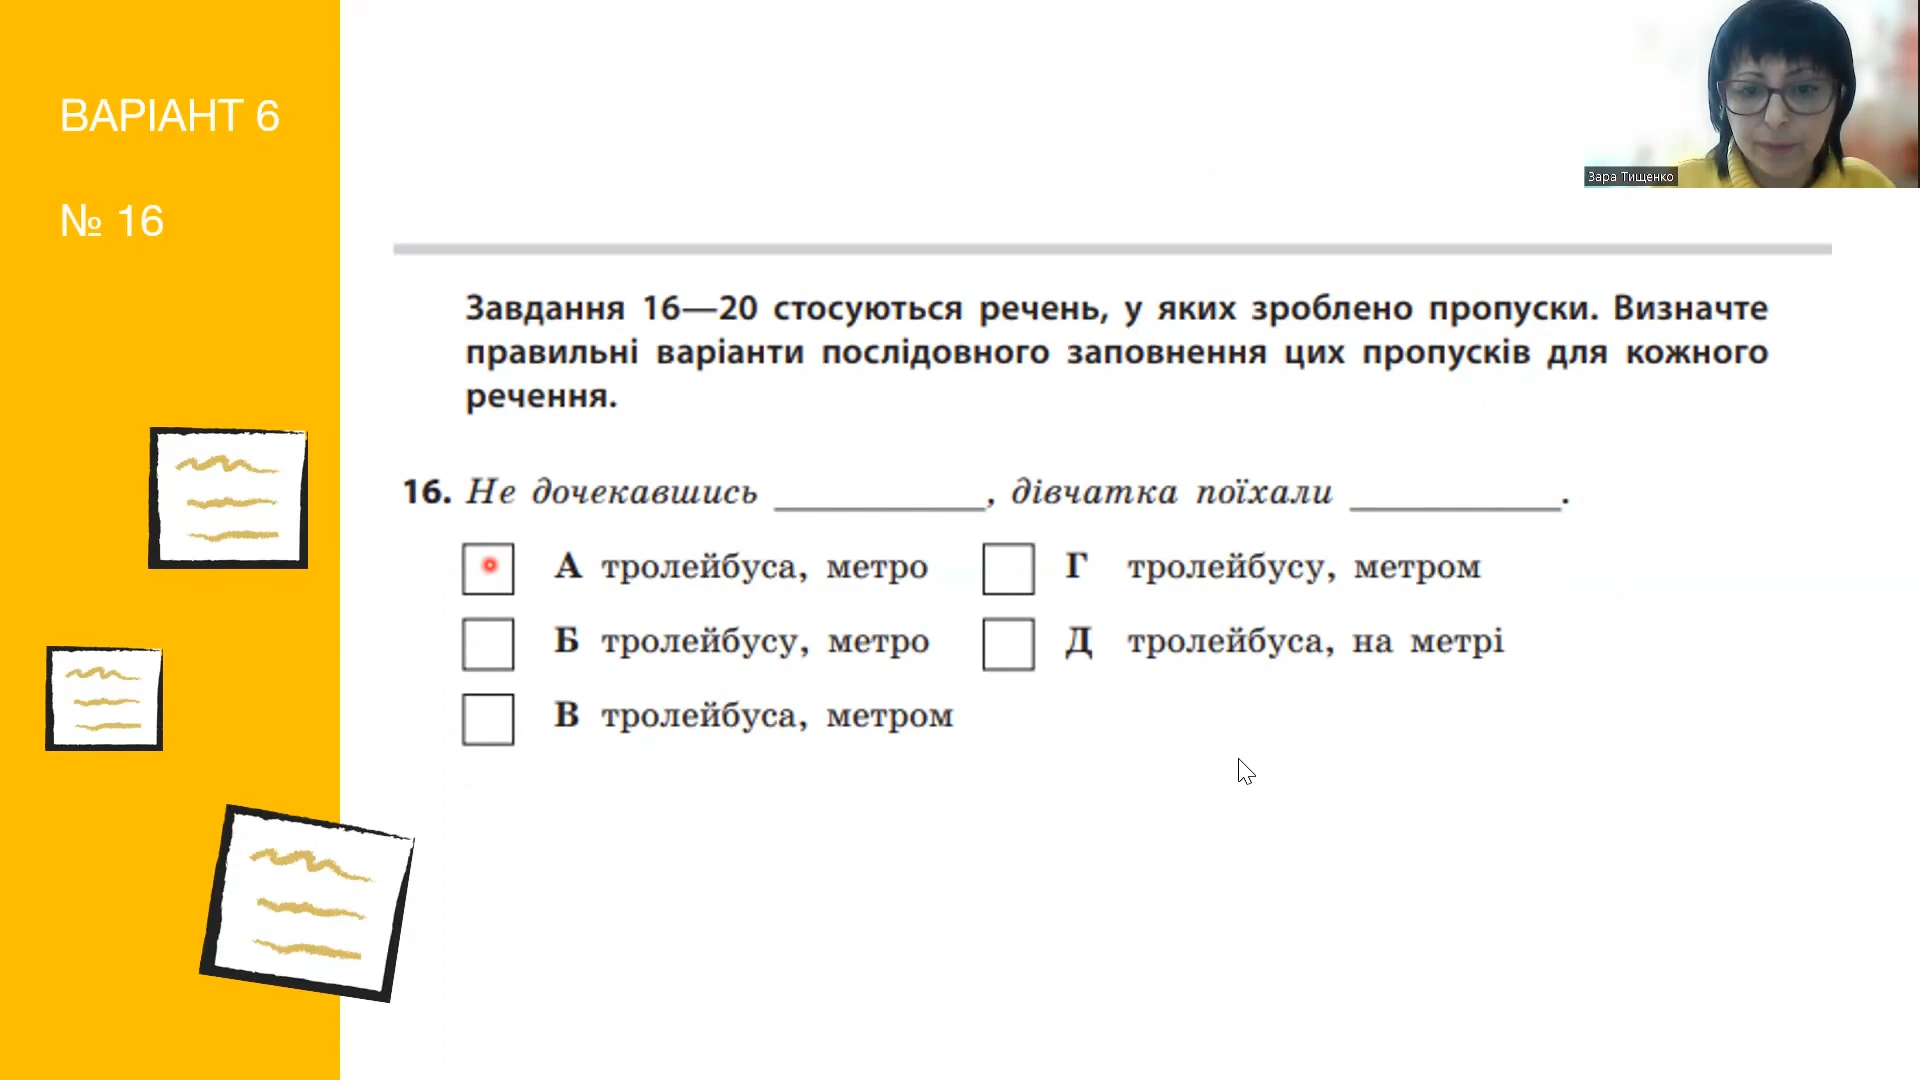 ВАРІАНТ 6
№ 16
Зара Тищенко
Завдання 16—20 стосуються речень, у яких зроблено пропуски. Визначте
правильні варіанти послідовного заповнення цих пропусків для кожного
речення.
16. Не дочекавшись ____________, дівчатка поїхали ____________.
А тролейбуса, метро
Б тролейбусу, метро
В тролейбуса, метром
Г тролейбусу, метром
Д тролейбуса, на метрі